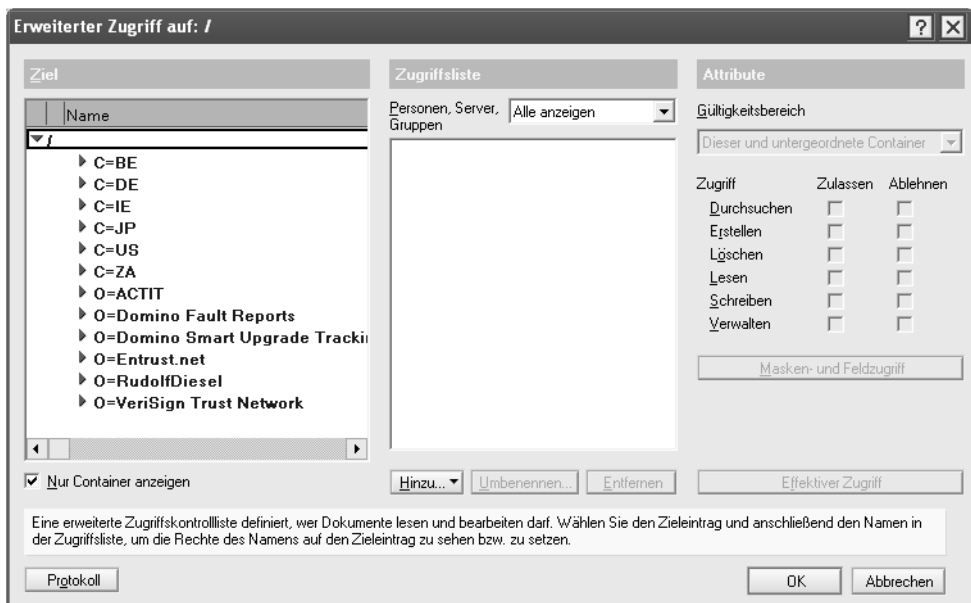 Erweiterter Zugriff auf: /
Ziel
Name
/
C=BE
C=DE
C=IE
C=JP
C=US
C=ZA
O=ACTIT
O=Domino Fault Reports
O=Domino Smart Upgrade Trackin
O=Entrust.net
O=RudolfDiesel
O=VeriSign Trust Network
Nur Container anzeigen
Zugriffsliste
Personen, Server,
Gruppen
Alle anzeigen
Hinzu...
Umbenennen...
Entfernen
Attribute
Gültigkeitsbereich
Dieser und untergeordnete Container
Zugriff Zulassen Ablehnen
Durchsuchen
Erstellen
Löschen
Lesen
Schreiben
Verwalten
Masken- und Feldzugriff
Effektiver Zugriff
Eine erweiterte Zugriffskontrollliste definiert, wer Dokumente lesen und bearbeiten darf. Wählen Sie den Zieleintrag und anschließend den Namen in
der Zugriffsliste, um die Rechte des Namens auf den Zieleintrag zu sehen bzw. zu setzen.
Protokoll
OK
Abbrechen